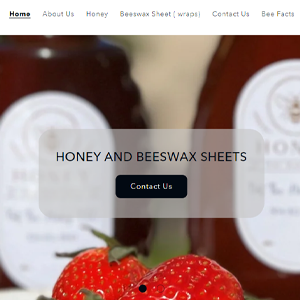 Home About Us Honey Beeswax Sheet ( wraps) Contact Us Bee Facts
HONEY AND BEESWAX SHEETS
Contact Us